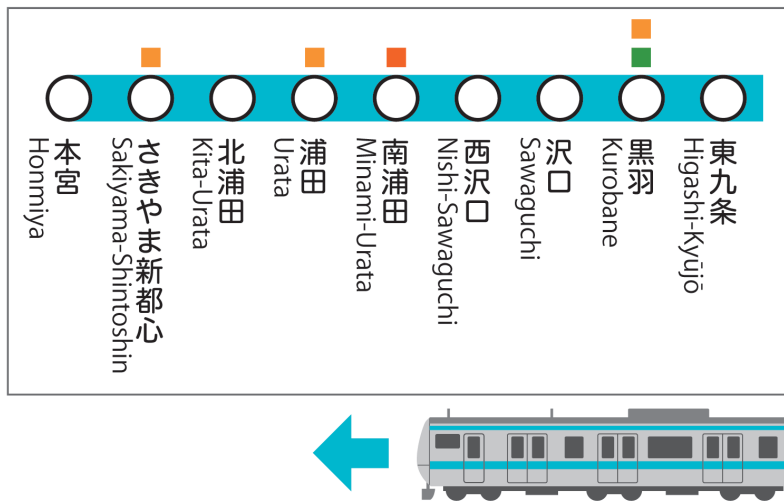 本宮
Honmiya
さきやま新都心
Sakiyama-Shintoshin
北浦田
Kita-Urata
浦田
Urata
南浦田
Minami-Urata
西沢口
Nishi-Sawaguchi
沢口
Sawaguchi
黒羽
Kurobane
東九条
Higashi-Kyūjō